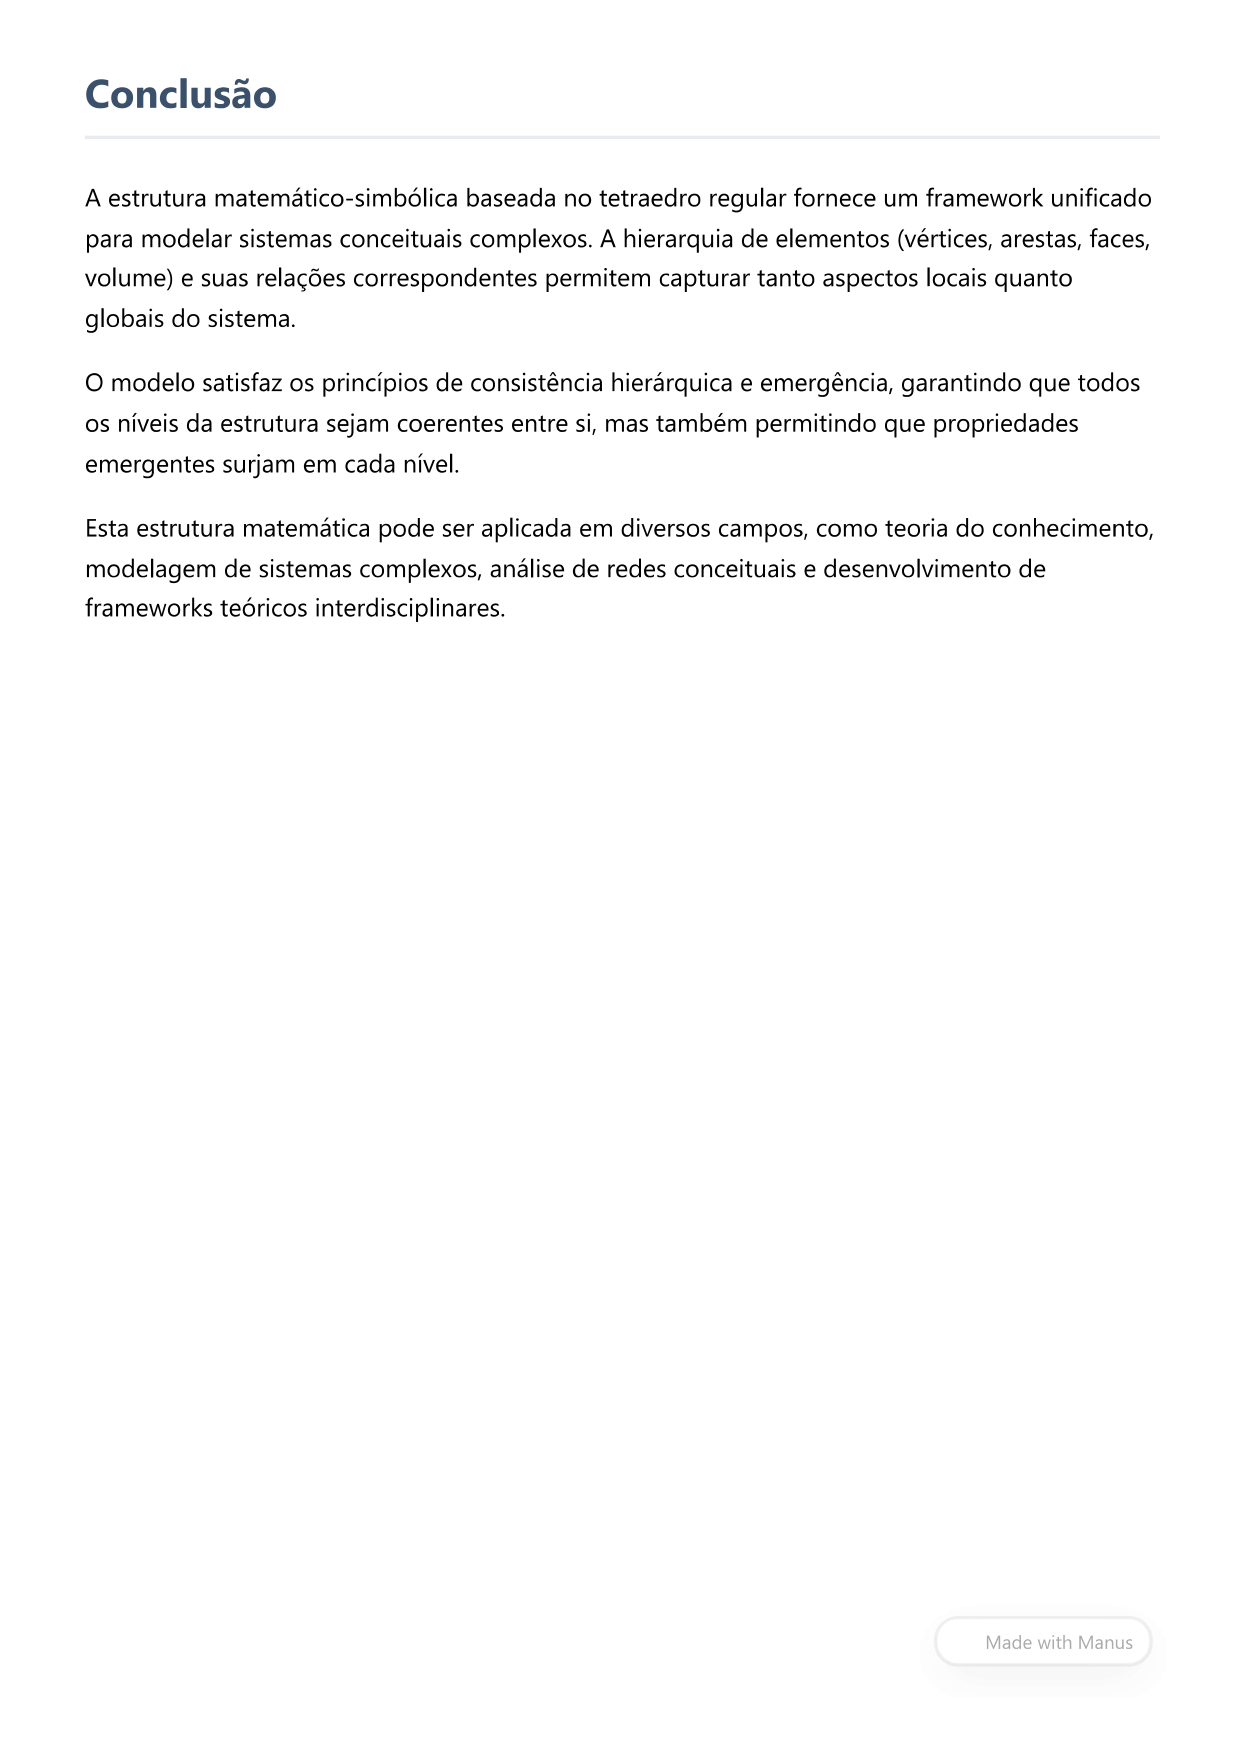 Conclusão
A estrutura matemático-simbólica baseada no tetraedro regular fornece um framework unificado
para modelar sistemas conceituais complexos. A hierarquia de elementos (vértices, arestas, faces,
volume) e suas relações correspondentes permitem capturar tanto aspectos locais quanto
globais do sistema.
O modelo satisfaz os princípios de consistência hierárquica e emergência, garantindo que todos
os níveis da estrutura sejam coerentes entre si, mas também permitindo que propriedades
emergentes surjam em cada nível.
Esta estrutura matemática pode ser aplicada em diversos campos, como teoria do conhecimento,
modelagem de sistemas complexos, análise de redes conceituais e desenvolvimento de
frameworks teóricos interdisciplinares.
Made with Manus